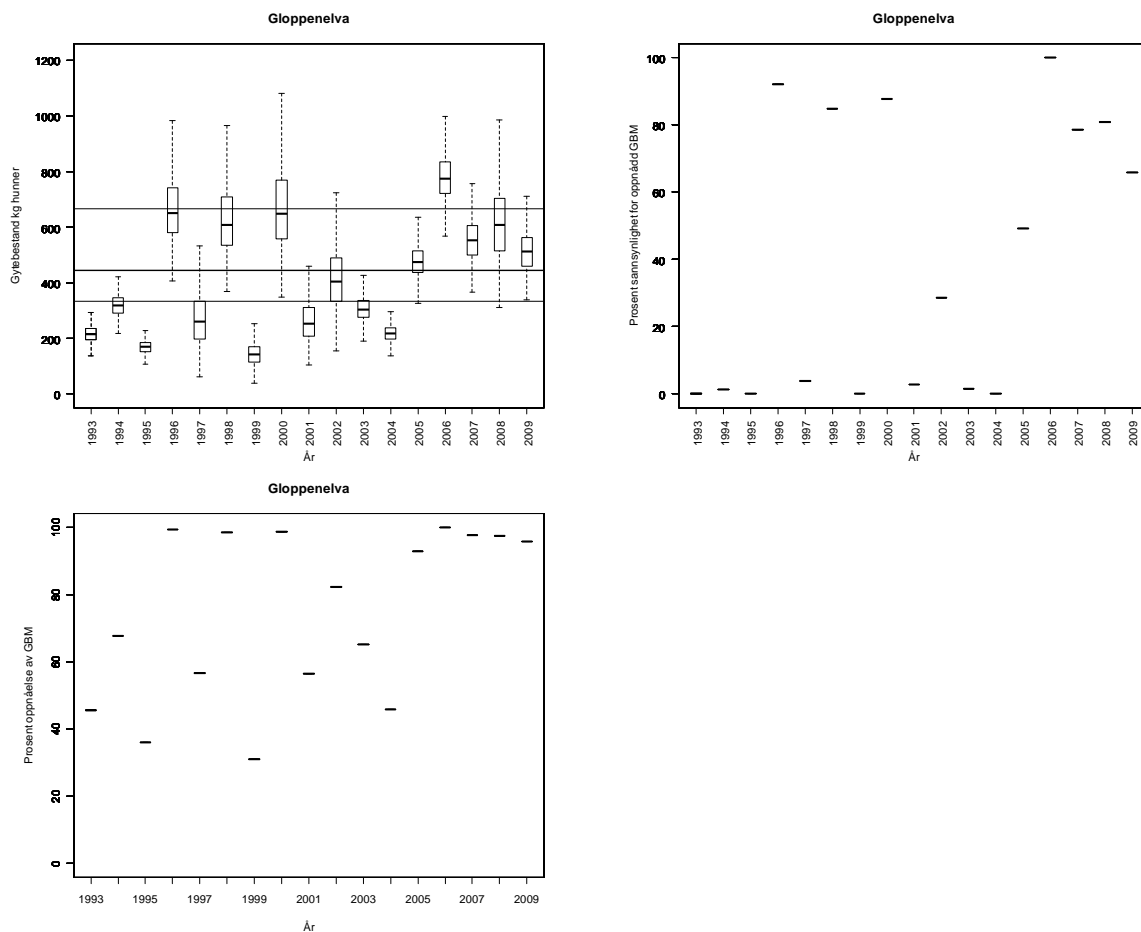 Gloppenelva
Gytebestand kg hunner
1200
1000
800
600
400
200
0
1993 1994 1995 1996 1997 1998 1999 2000 2001 2002 2003 2004 2005 2006 2007 2008 2009
År
Gloppenelva
Prosent sannsynlighet for oppnådd GBM
100
80
60
40
20
0
1993 1994 1995 1996 1997 1998 1999 2000 2001 2002 2003 2004 2005 2006 2007 2008 2009
År
Gloppenelva
Prosent oppnåelse av GBM
100
80
60
40
20
0
1993 1995 1997 1999 2001 2003 2005 2007 2009
År